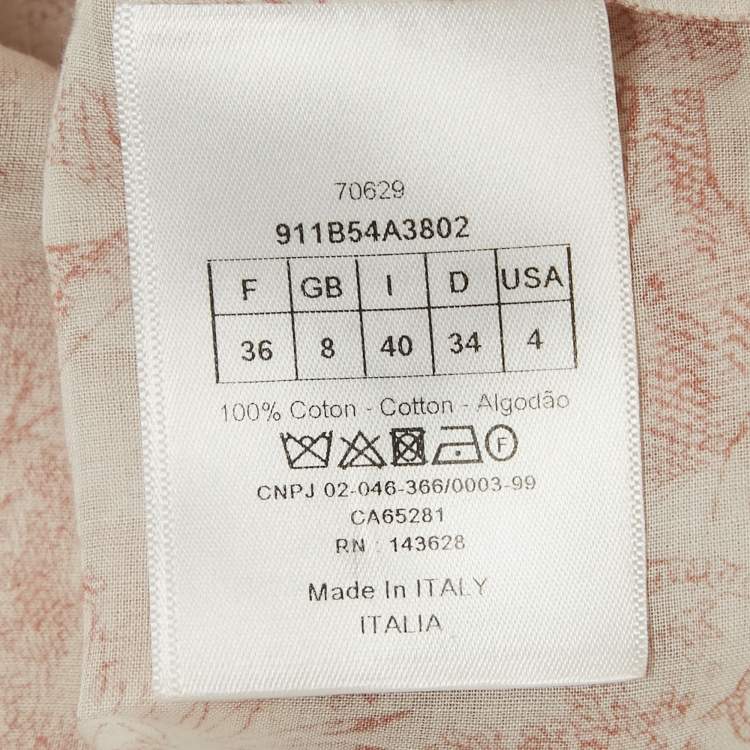 70629
911B54A3802
F GB I D USA
36 8 40 34 4
100% Coton - Cotton - Algodão
F
CNPJ 02-046-366/0003-99
CA65281
RN : 143628
Made In ITALY
ITALIA